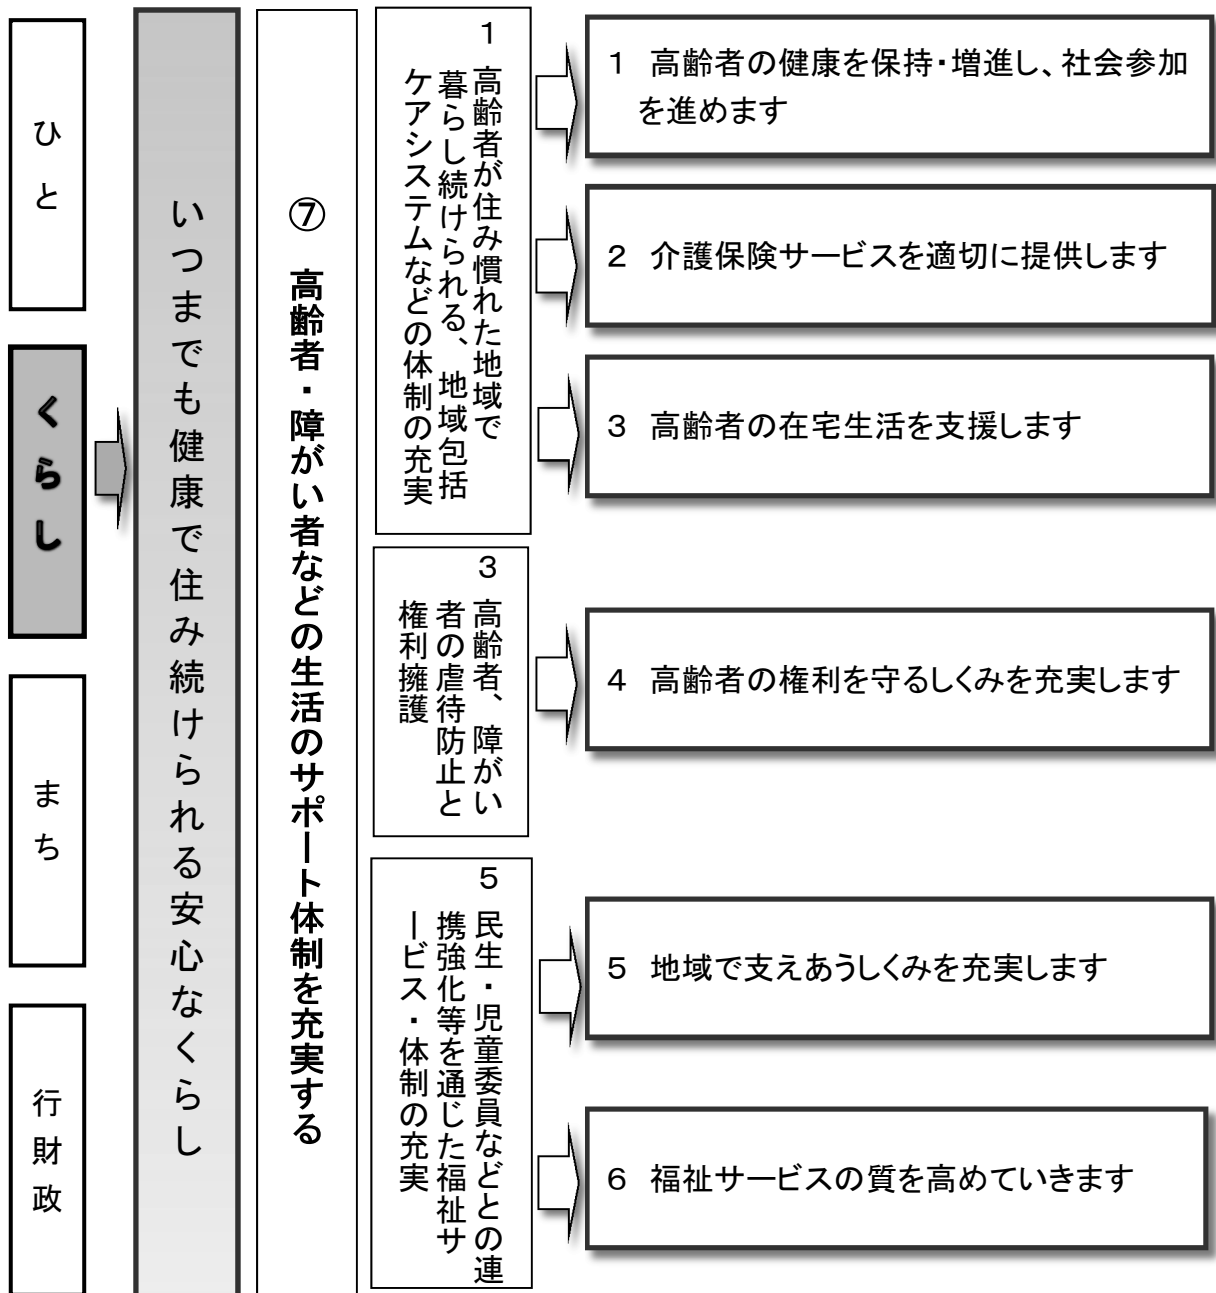 ひと
くらし
まち
行財政
いつまでも健康で住み続けられる安心なくらし
⑦ 高齢者・障がい者などの生活のサポート体制を充実する
1 高齢者が住み慣れた地域で
暮らし続けられる、地域包括
ケアシステムなどの体制の充実
1 高齢者の健康を保持・増進し、社会参加
を進めます
2 介護保険サービスを適切に提供します
3 高齢者の在宅生活を支援します
3 高齢者、障がい
者の虐待防止と
権利擁護
4 高齢者の権利を守るしくみを充実します
5 民生・児童委員などとの連
携強化等を通じた福祉サ
ービス・体制の充実
5 地域で支えあうしくみを充実します
6 福祉サービスの質を高めていきます